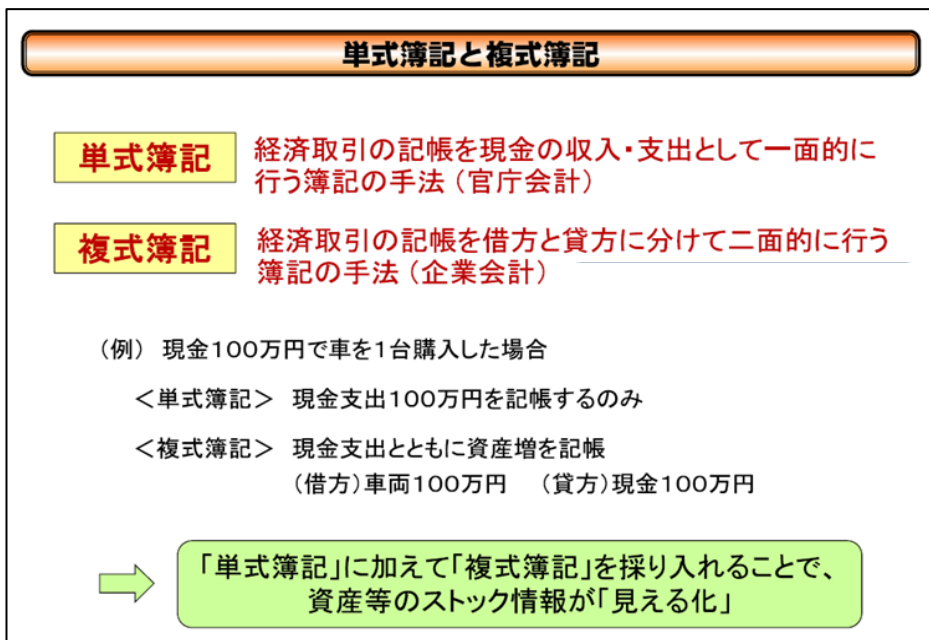 単式簿記と複式簿記
単式簿記
経済取引の記帳を現金の収入・支出として一面的に
行う簿記の手法（官庁会計）
複式簿記
経済取引の記帳を借方と貸方に分けて二面的に行う
簿記の手法（企業会計）
（例） 現金１００万円で車を１台購入した場合
＜単式簿記＞ 現金支出１００万円を記帳するのみ
＜複式簿記＞ 現金支出とともに資産増を記帳
（借方）車両１００万円 （貸方）現金１００万円
「単式簿記」に加えて「複式簿記」を採り入れることで、
資産等のストック情報が「見える化」